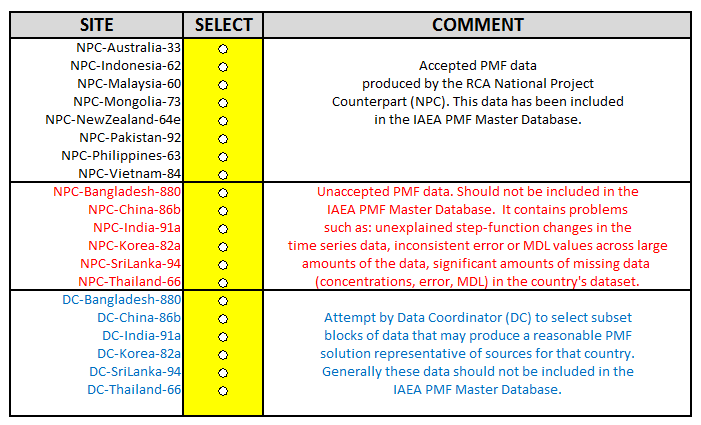 SITE SELECT COMMENT
NPC-Australia-33
NPC-Indonesia-62 Accepted PMF data
NPC-Malaysia-60 produced by the RCA National Project
NPC-Mongolia-73 Counterpart (NPC). This data has been included
NPC-NewZealand-64e in the IAEA PMF Master Database.
NPC-Pakistan-92
NPC-Philippines-63
NPC-Vietnam-84
NPC-Bangladesh-880 Unaccepted PMF data. Should not be included in the
NPC-China-86b IAEA PMF Master Database. It contains problems
NPC-India-91a such as: unexplained step-function changes in the
NPC-Korea-82a time series data, inconsistent error or MDL values across large
NPC-SriLanka-94 amounts of the data, significant amounts of missing data
NPC-Thailand-66 (concentrations, error, MDL) in the country's dataset.
DC-Bangladesh-880
DC-China-86b Attempt by Data Coordinator (DC) to select subset
DC-India-91a blocks of data that may produce a reasonable PMF
DC-Korea-82a solution representative of sources for that country.
DC-SriLanka-94 Generally these data should not be included in the
DC-Thailand-66 IAEA PMF Master Database.